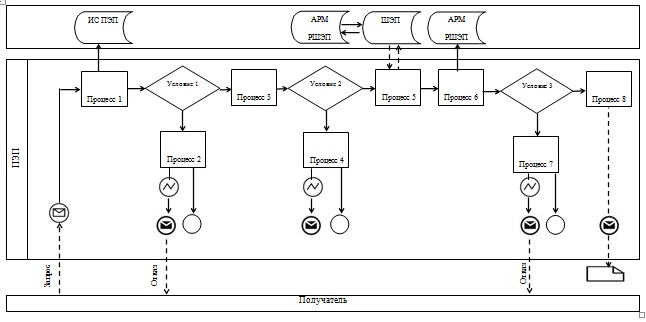 ИС ПЭП
АРМ
РШЭП
ШЭП
АРМ
РШЭП
Процесс 1
Условие 1
Процесс 3
Условие 2
Процесс 5
Процесс 6
Условие 3
Процесс 8
Процесс 2
Процесс 4
Процесс 7
ПЭП
Запрос
Отказ
Отказ
Получатель